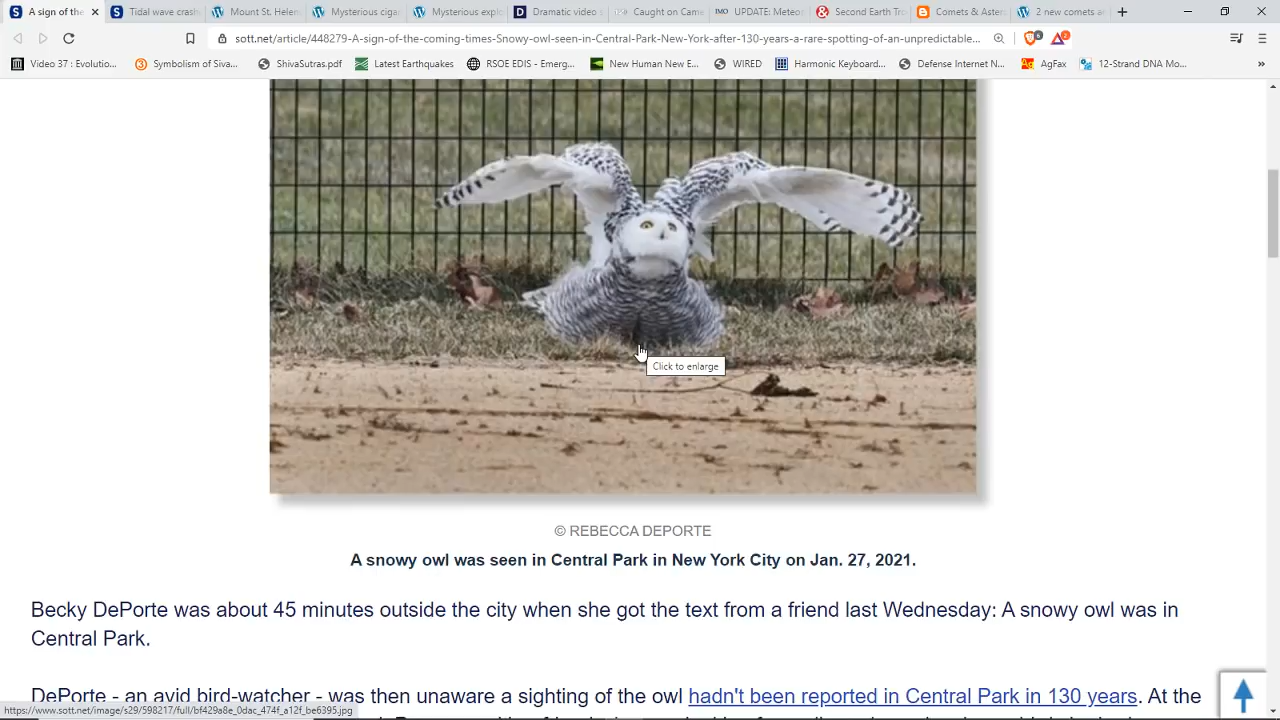 A sign of the
Tidal wave crash
Mount St. Helen
Mysterious ciga
Mysterious explo
Dramatic video s
Caught on Cam
IMO UPDATE: Meteor
Second Earth Tro
Comets & Aster
2 new comets a
sott.net/article/448279-A-sign-of-the-coming-times-Snowy-owl-seen-in-Central-Park-New-York-after-130-years-a-rare-spotting-of-an-unpredictable...
Video 37 : Evolutio...
Symbolism of Siva...
ShivaSutras.pdf
Latest Earthquakes
RSOE EDIS - Emerg...
New Human New E...
WIRED
Harmonic Keyboard...
Defense Internet N...
Ag AgFax
12-Strand DNA Mo...
Click to enlarge
© REBECCA DEPORTE
A snowy owl was seen in Central Park in New York City on Jan. 27, 2021.
Becky DePorte was about 45 minutes outside the city when she got the text from a friend last Wednesday: A snowy owl was in
Central Park.
DePorte - an avid bird-watcher - was then unaware a sighting of the owl hadn't been reported in Central Park in 130 years. At the
https://www.sott.net/image/s29/598217/full/bf429a8e_0dac_474f_a12f_be6395.jpg